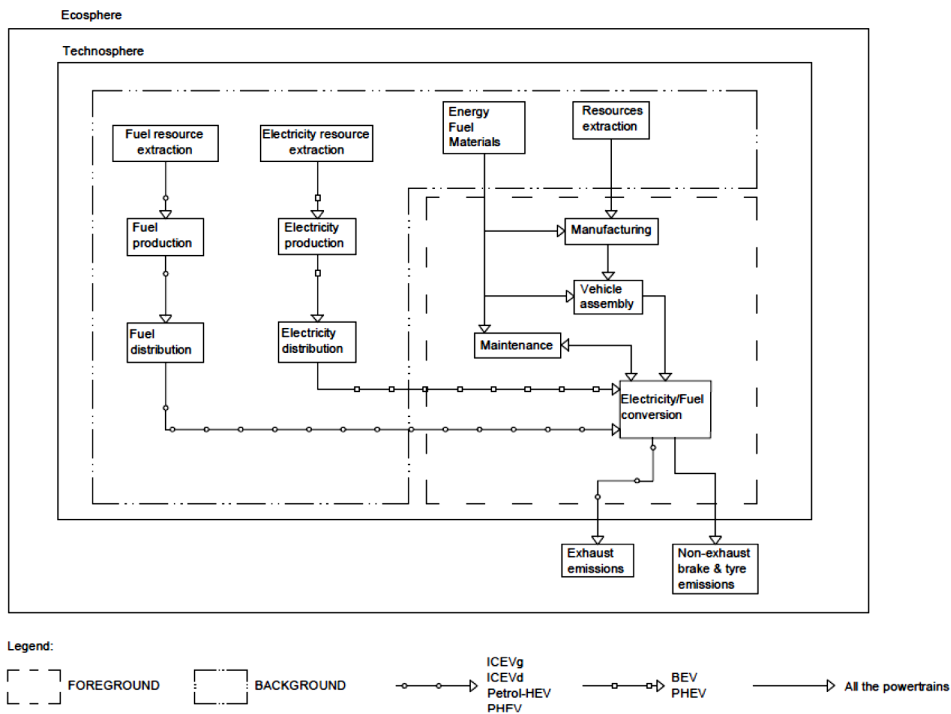 Ecosphere
Technosphere
Energy
Fuel
Materials
Resources
extraction
Fuel resource
extraction
Electricity resource
extraction
Fuel
production
Electricity
production
Manufacturing
Vehicle
assembly
Fuel
distribution
Electricity
distribution
Maintenance
Electricity/Fuel
conversion
Exhaust
emissions
Non-exhaust
brake & tyre
emissions
Legend:
FOREGROUND
BACKGROUND
ICEVg
ICEVd
Petrol-HEV
PHEV
BEV
PHEV
All the powertrains